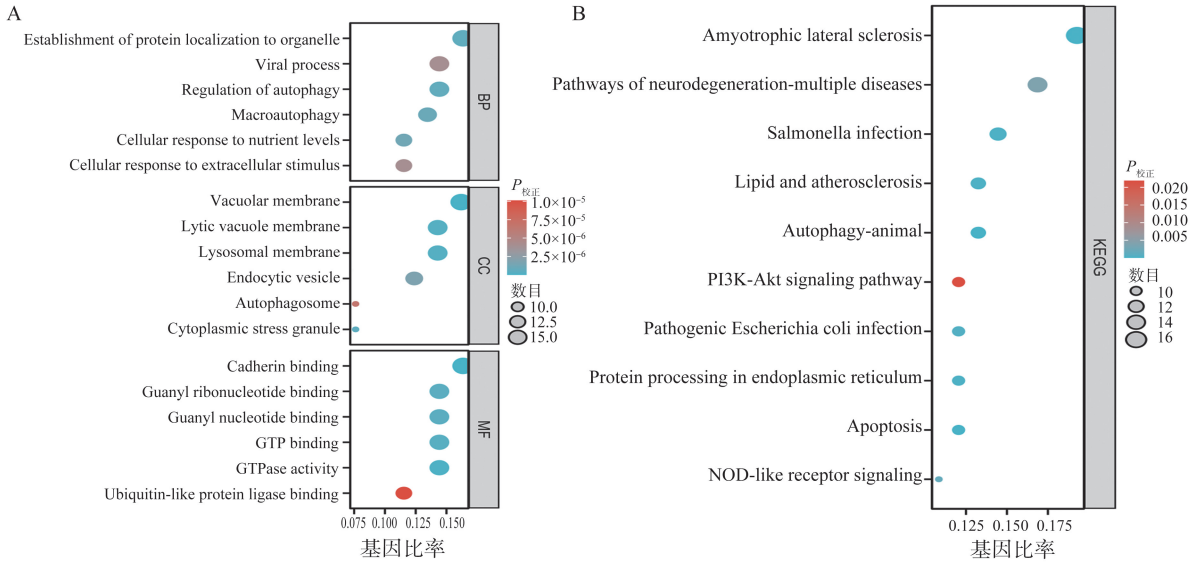 A
Establishment of protein localization to organelle
Viral process
Regulation of autophagy
Macroautophagy
Cellular response to nutrient levels
Cellular response to extracellular stimulus
BP
Vacuolar membrane
Lytic vacuole membrane
Lysosomal membrane
Endocytic vesicle
Autophagosome
Cytoplasmic stress granule
CC
Cadherin binding
Guanyl ribonucleotide binding
Guanyl nucleotide binding
GTP binding
GTPase activity
Ubiquitin-like protein ligase binding
MF
0.075 0.100 0.125 0.150
基因比率
P校正
1.0×10⁻⁵
7.5×10⁻⁵
5.0×10⁻⁶
2.5×10⁻⁶
数目
10.0
12.5
15.0
B
Amyotrophic lateral sclerosis
Pathways of neurodegeneration-multiple diseases
Salmonella infection
Lipid and atherosclerosis
Autophagy-animal
PI3K-Akt signaling pathway
Pathogenic Escherichia coli infection
Protein processing in endoplasmic reticulum
Apoptosis
NOD-like receptor signaling
KEGG
0.125 0.150 0.175
基因比率
P校正
0.020
0.015
0.010
0.005
数目
10
12
14
16